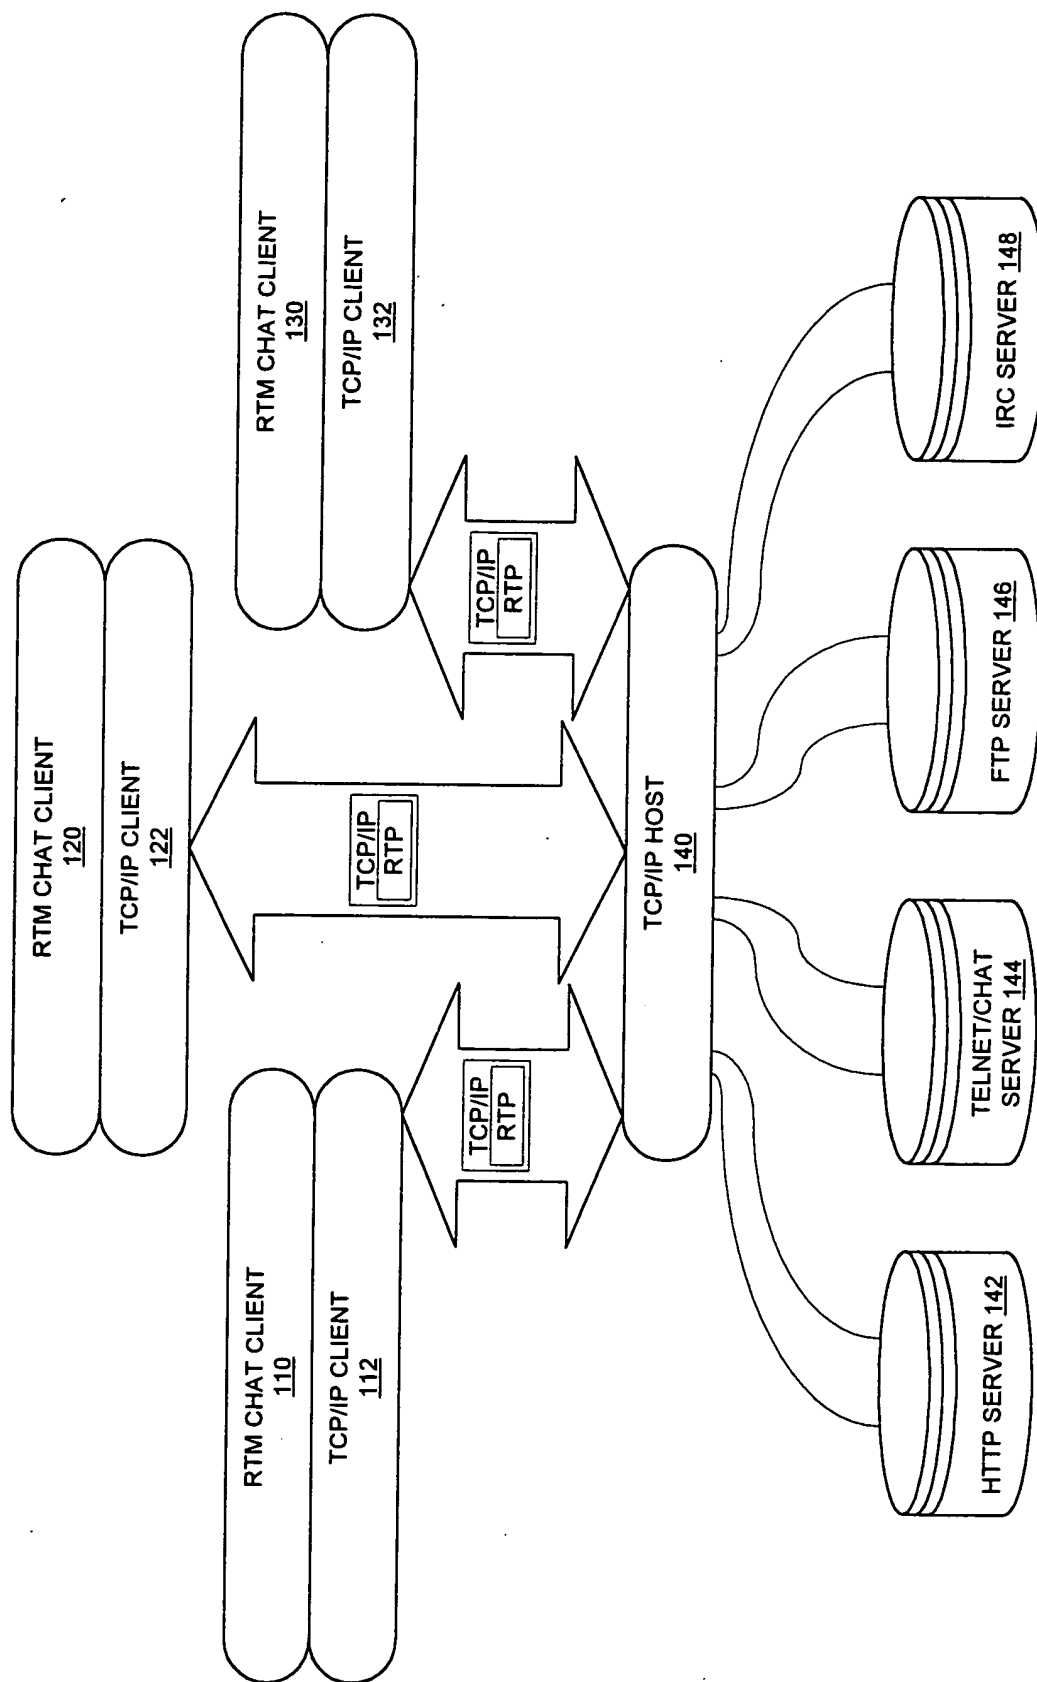 RTM CHAT CLIENT
120
TCP/IP CLIENT
122
RTM CHAT CLIENT
110
TCP/IP CLIENT
112
RTM CHAT CLIENT
130
TCP/IP CLIENT
132
TCP/IP
RTP
TCP/IP
RTP
TCP/IP
RTP
TCP/IP HOST
140
HTTP SERVER 142
TELNET/CHAT
SERVER 144
FTP SERVER 146
IRC SERVER 148